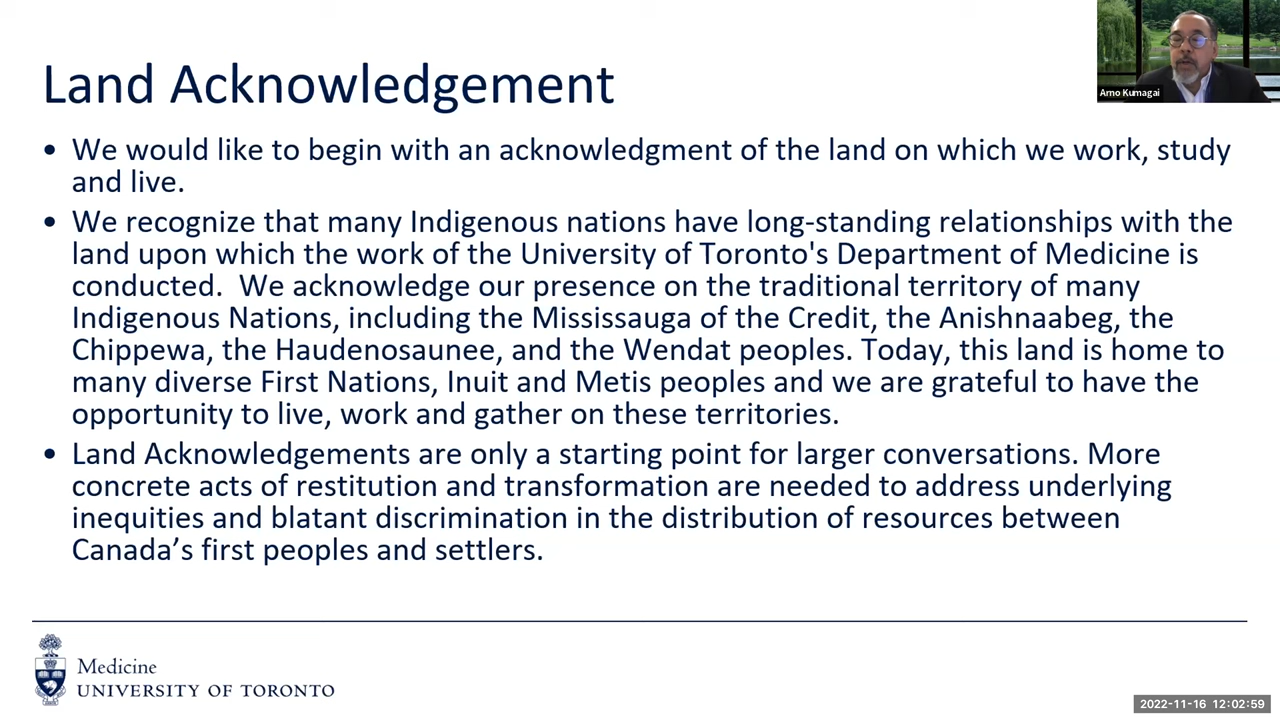 Land Acknowledgement
Arno Kumagai
• We would like to begin with an acknowledgment of the land on which we work, study
and live.
• We recognize that many Indigenous nations have long-standing relationships with the
land upon which the work of the University of Toronto's Department of Medicine is
conducted.  We acknowledge our presence on the traditional territory of many
Indigenous Nations, including the Mississauga of the Credit, the Anishnaabeg, the
Chippewa, the Haudenosaunee, and the Wendat peoples. Today, this land is home to
many diverse First Nations, Inuit and Metis peoples and we are grateful to have the
opportunity to live, work and gather on these territories.
• Land Acknowledgements are only a starting point for larger conversations. More
concrete acts of restitution and transformation are needed to address underlying
inequities and blatant discrimination in the distribution of resources between
Canada’s first peoples and settlers.
Medicine
UNIVERSITY OF TORONTO
2022-11-16 12:02:59